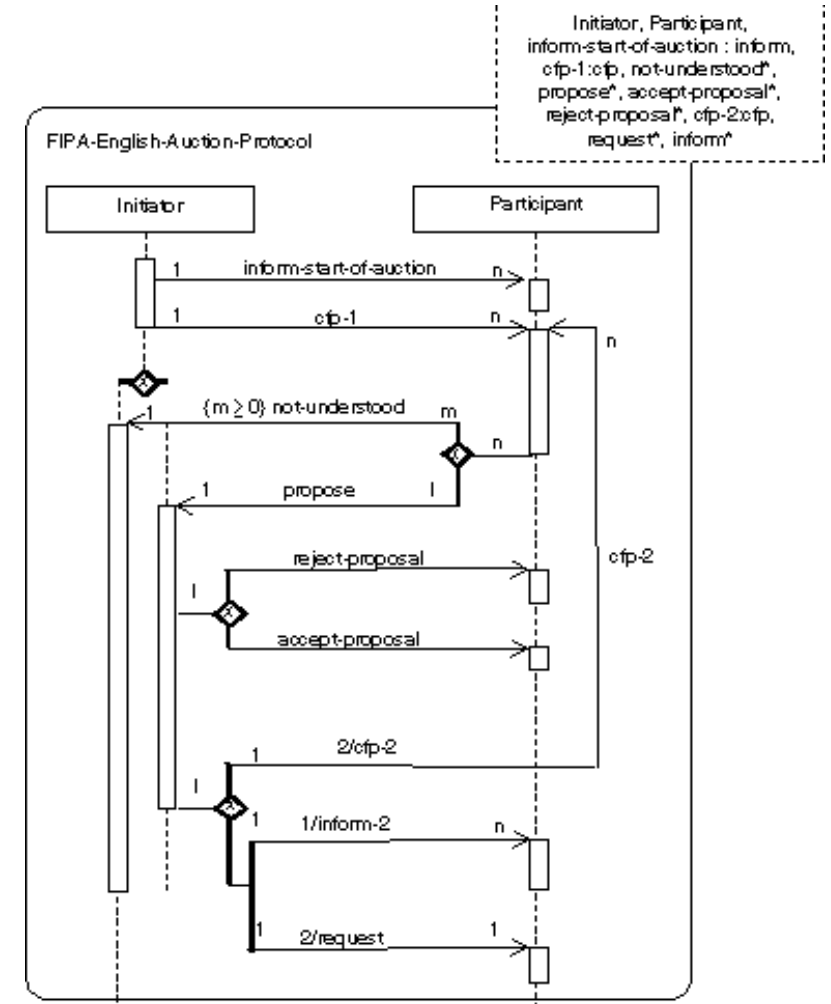 Initiator, Participant,
inform-start-of-auction : inform,
cfp-1:cfp, not-understood*,
propose*, accept-proposal*,
reject-proposal*, cfp-2:cfp,
request*, inform*
FIPA-English-Auction-Protocol
Initiator
Participant
1 inform-start-of-auction n
1 cfp-1 n
n
x
1 {m ≥ 0} not-understood m
n
1 propose l
reject-proposal
cfp-2
l
x
accept-proposal
1 2/cfp-2
l
x
1 1/inform-2 n
1 2/request 1